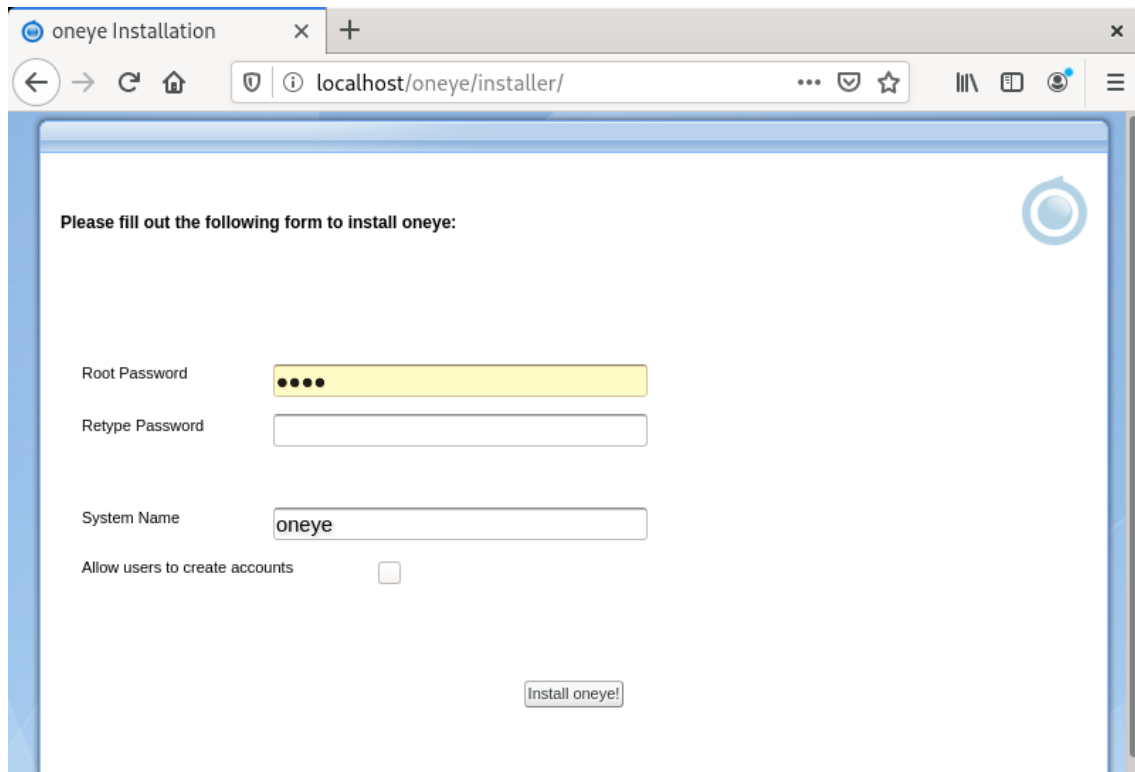 oneye Installation
localhost/oneye/installer/
Please fill out the following form to install oneye:
Root Password
Retype Password
System Name
oneye
Allow users to create accounts
Install oneye!